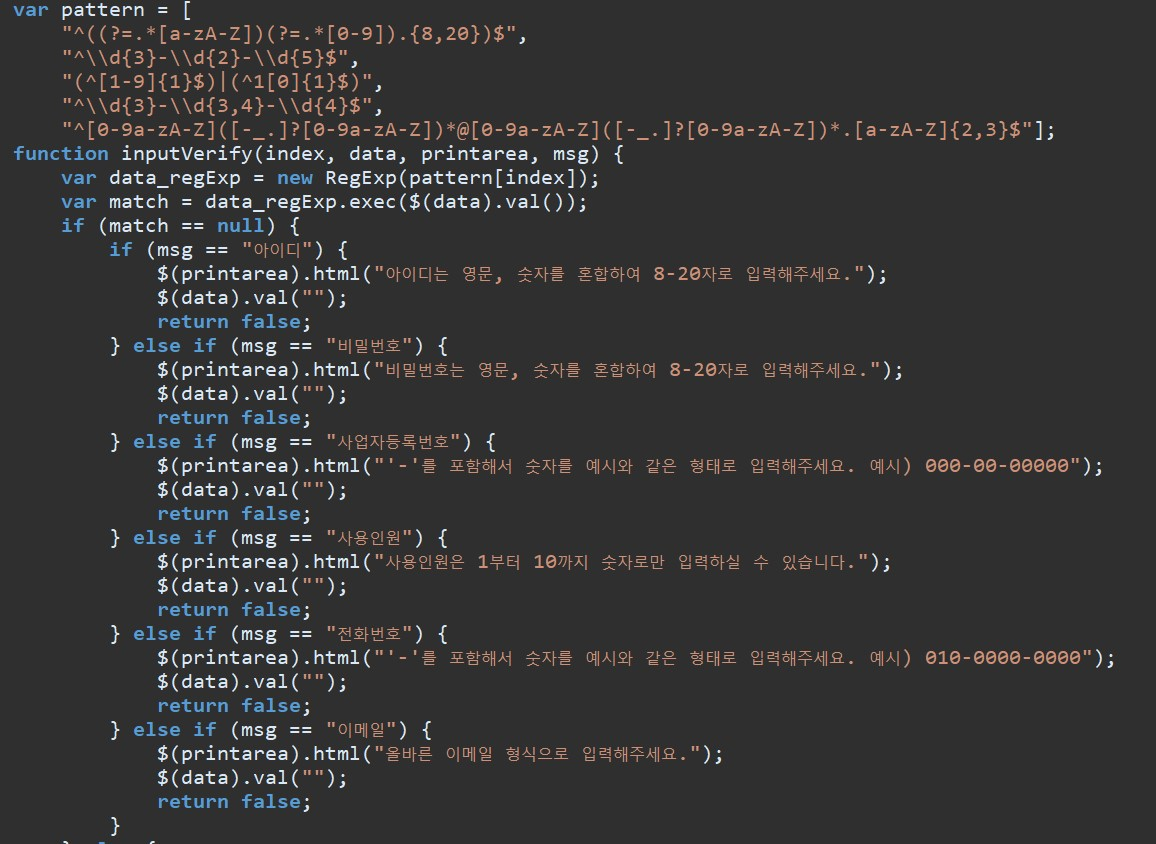 var pattern = [
    "^((?=.*[a-zA-Z])(?=.*[0-9]).{8,20})$",
    "^\\d{3}-\\d{2}-\\d{5}$",
    "(^[1-9]{1}$)|(^1[0]{1}$)",
    "^\\d{3}-\\d{3,4}-\\d{4}$",
    "^[0-9a-zA-Z]([-_.]?[0-9a-zA-Z])*@[0-9a-zA-Z]([-_.]?[0-9a-zA-Z])*.[a-zA-Z]{2,3}$"];
function inputVerify(index, data, printarea, msg) {
    var data_regExp = new RegExp(pattern[index]);
    var match = data_regExp.exec($(data).val());
    if (match == null) {
        if (msg == "아이디") {
            $(printarea).html("아이디는 영문, 숫자를 혼합하여 8-20자로 입력해주세요.");
            $(data).val("");
            return false;
        } else if (msg == "비밀번호") {
            $(printarea).html("비밀번호는 영문, 숫자를 혼합하여 8-20자로 입력해주세요.");
            $(data).val("");
            return false;
        } else if (msg == "사업자등록번호") {
            $(printarea).html("'-'를 포함해서 숫자를 예시와 같은 형태로 입력해주세요. 예시) 000-00-00000");
            $(data).val("");
            return false;
        } else if (msg == "사용인원") {
            $(printarea).html("사용인원은 1부터 10까지 숫자로만 입력하실 수 있습니다.");
            $(data).val("");
            return false;
        } else if (msg == "전화번호") {
            $(printarea).html("'-'를 포함해서 숫자를 예시와 같은 형태로 입력해주세요. 예시) 010-0000-0000");
            $(data).val("");
            return false;
        } else if (msg == "이메일") {
            $(printarea).html("올바른 이메일 형식으로 입력해주세요.");
            $(data).val("");
            return false;
        }